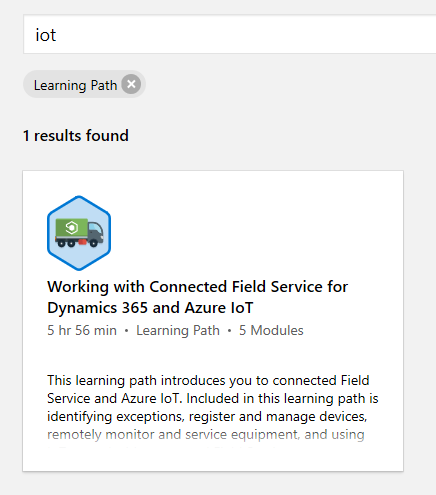 iot
Learning Path
1 results found
Working with Connected Field Service for
Dynamics 365 and Azure IoT
5 hr 56 min • Learning Path • 5 Modules
This learning path introduces you to connected Field
Service and Azure IoT. Included in this learning path is
identifying exceptions, register and manage devices,
remotely monitor and service equipment, and using